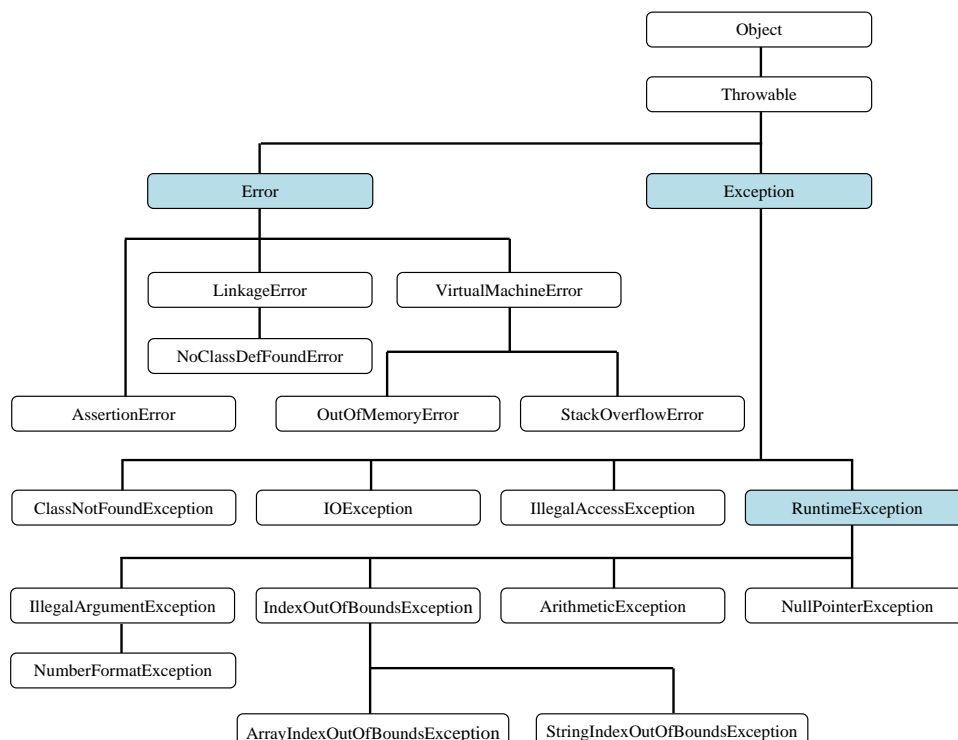 Object
Throwable
Error
Exception
LinkageError
VirtualMachineError
NoClassDefFoundError
AssertionError
OutOfMemoryError
StackOverflowError
ClassNotFoundException
IOException
IllegalAccessException
RuntimeException
IllegalArgumentException
IndexOutOfBoundsException
ArithmeticException
NullPointerException
NumberFormatException
ArrayIndexOutOfBoundsException
StringIndexOutOfBoundsException